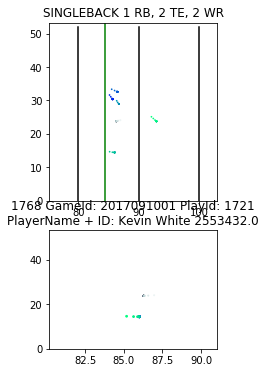 SINGLEBACK 1 RB, 2 TE, 2 WR
50
40
30
20
10
0
80 90 100
1768 GameId: 2017091001 PlayId: 1721
PlayerName + ID: Kevin White 2553432.0
40
20
0
82.5 85.0 87.5 90.0